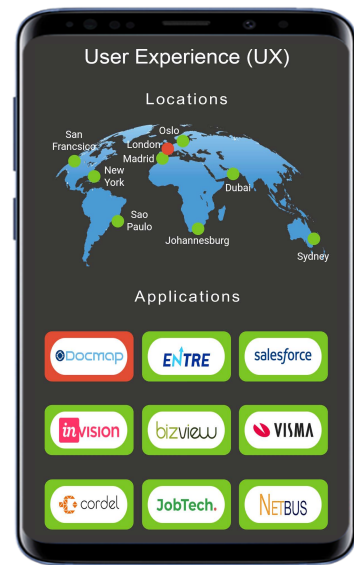 User Experience (UX)
Locations
Oslo
San
Francsico
London
Madrid
New
York
Dubai
Sao
Paulo
Johannesburg
Sydney
Applications
Docmap
ENTRE
salesforce
invision
bizview
VISMA
cordel
JobTech.
NETBUS